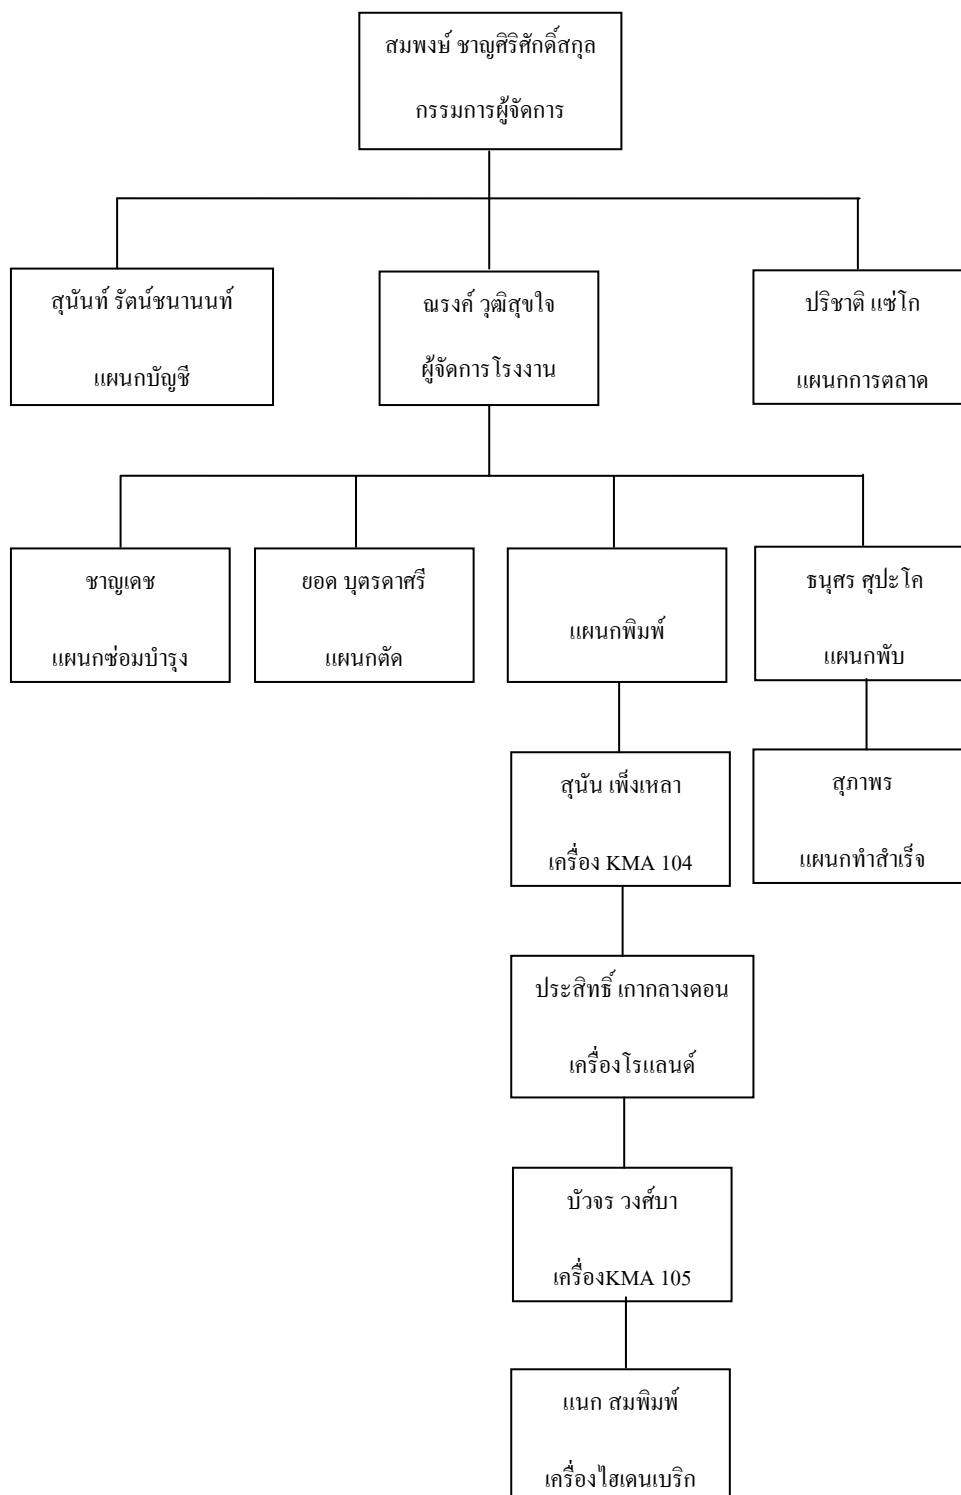 สมพงษ์ ชาญศิริศักดิ์สกุล
กรรมการผู้จัดการ
สุนันท์ รัตน์ชนานนท์
แผนกบัญชี
ณรงค์ วุฒิสุขใจ
ผู้จัดการโรงงาน
ปริชาติ แซ่โก
แผนกการตลาด
ชาญเดช
แผนกซ่อมบำรุง
ยอด บุตรดาศรี
แผนกตัด
แผนกพิมพ์
ธนุศร ศุปะโค
แผนกพับ
สุนัน เพ็งเหลา
เครื่อง KMA 104
สุภาพร
แผนกทำสำเร็จ
ประสิทธิ์ เกากลางดอน
เครื่องโรแลนด์
บัวจร วงศ์บา
เครื่องKMA 105
แนก สมพิมพ์
เครื่องไฮเดนเบริก